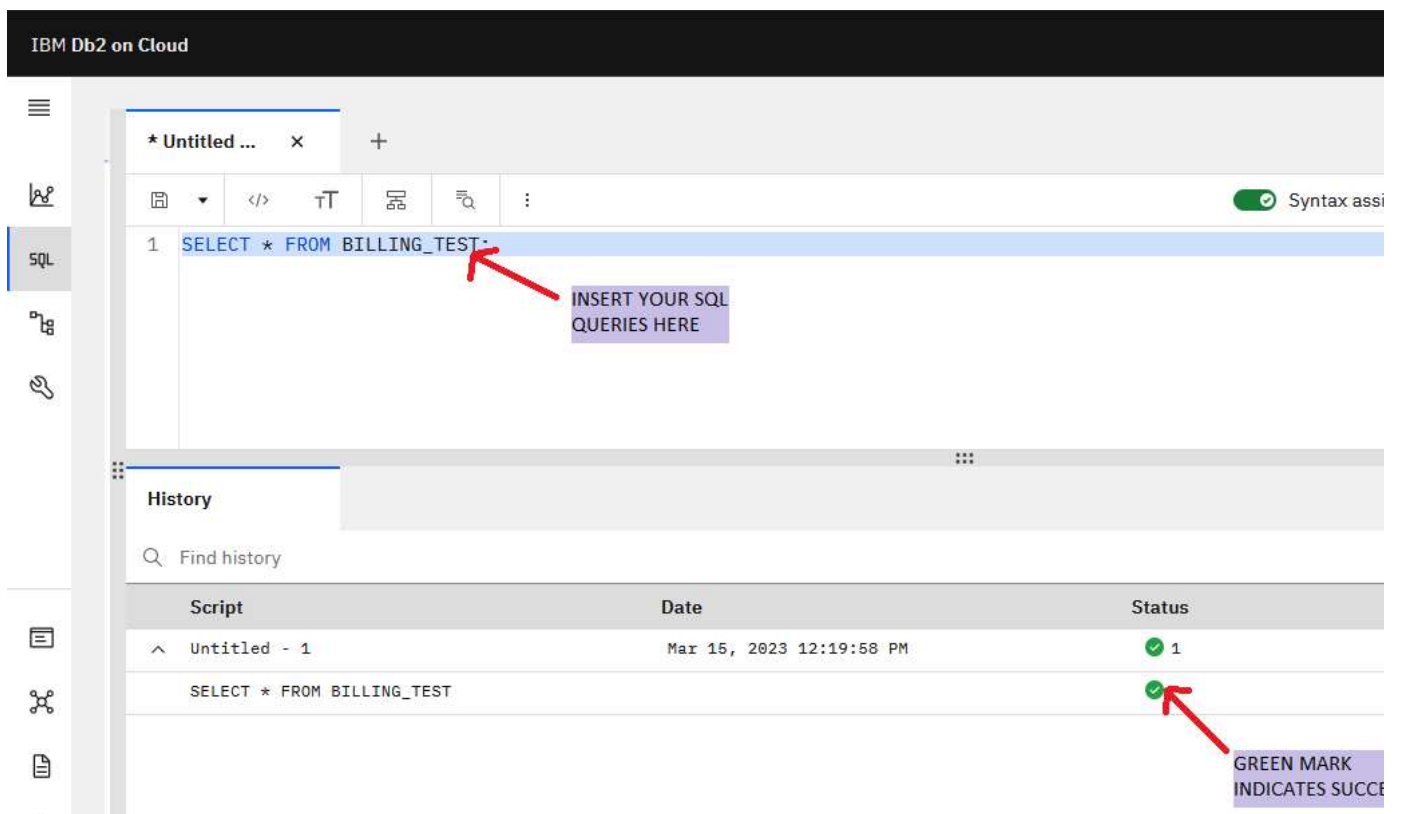 IBM Db2 on Cloud
* Untitled ... ×
+
Syntax assi
1 SELECT * FROM BILLING_TEST;
INSERT YOUR SQL
QUERIES HERE
SQL
History
Find history
Script Date Status
Untitled - 1 Mar 15, 2023 12:19:58 PM 1
SELECT * FROM BILLING_TEST
GREEN MARK
INDICATES SUCCE